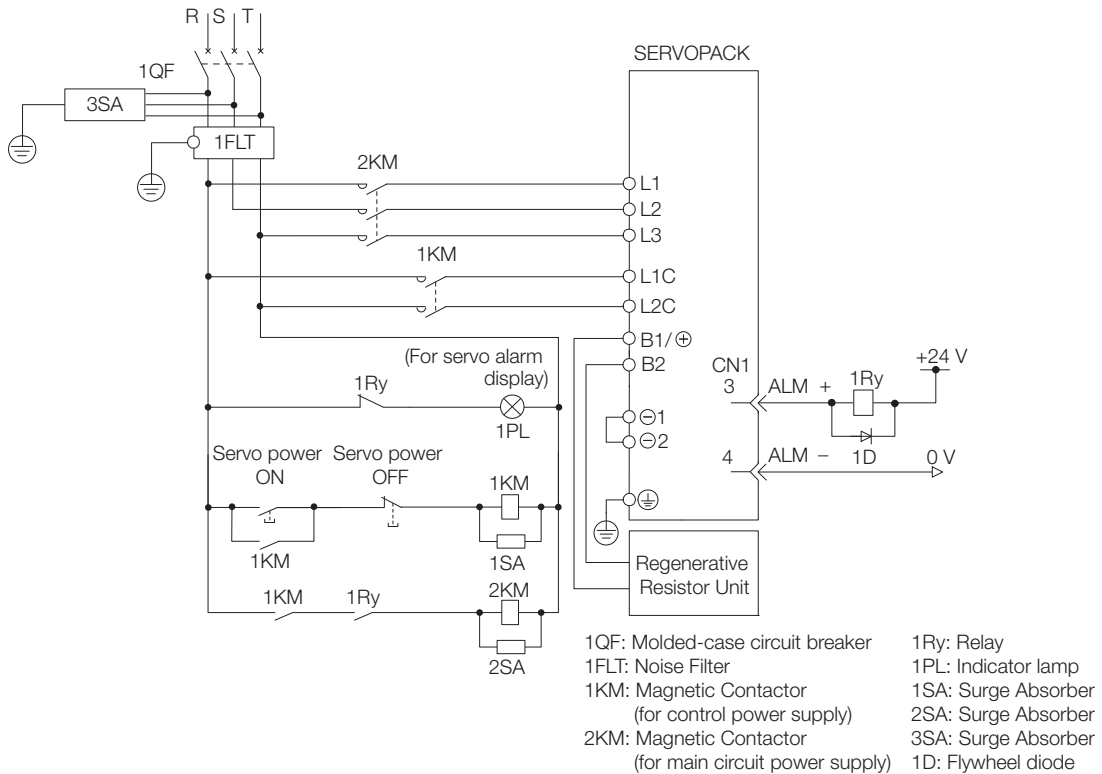 R S T
SERVOPACK
1QF
3SA
1FLT
2KM
L1
L2
L3
1KM
L1C
L2C
B1/⊕
(For servo alarm
display)
B2
CN1
+24 V
1Ry
3 ALM + 1Ry
1PL
⊖1
⊖2
1D
4 ALM − 0 V
Servo power
ON
Servo power
OFF
1KM
1KM
1SA
Regenerative
Resistor Unit
1KM 1Ry 2KM
2SA
1QF: Molded-case circuit breaker
1FLT: Noise Filter
1KM: Magnetic Contactor
(for control power supply)
2KM: Magnetic Contactor
(for main circuit power supply)
1Ry: Relay
1PL: Indicator lamp
1SA: Surge Absorber
2SA: Surge Absorber
3SA: Surge Absorber
1D: Flywheel diode